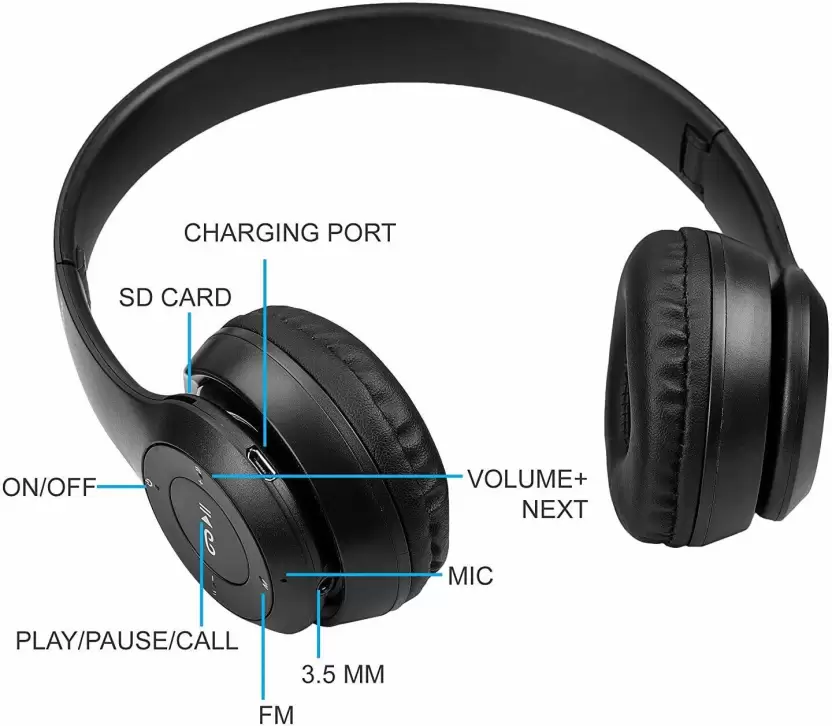 CHARGING PORT
SD CARD
ON/OFF
VOLUME+
NEXT
MIC
PLAY/PAUSE/CALL
3.5 MM
FM